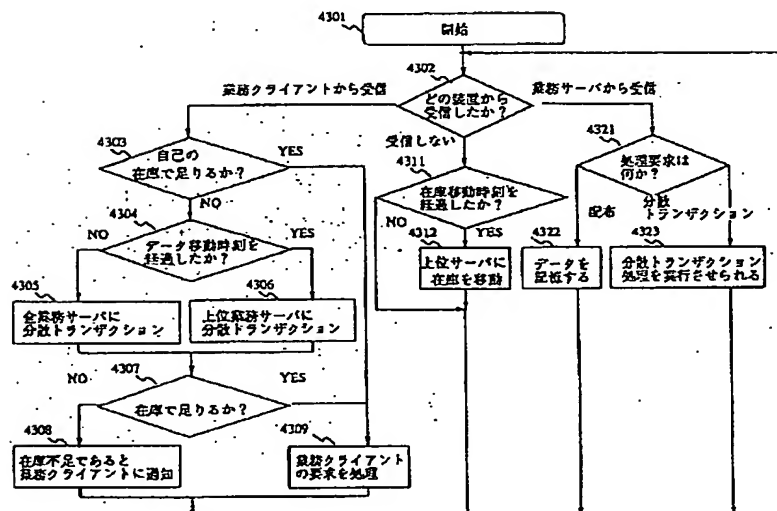 4301
開始
4302
どの装置から
受信したか？
業務クライアントから受信
業務サーバから受信
受信しない
4303
自己の
在庫で足りるか？
YES
NO
4304
データ移動時刻を
経過したか？
NO
YES
4305
全業務サーバに
分散トランザクション
4306
上位業務サーバに
分散トランザクション
4307
在庫で足りるか？
NO
YES
4308
在庫不足であると
業務クライアントに通知
4309
業務クライアント
の要求を処理
4311
在庫移動時刻を
経過したか？
NO
YES
4312
上位サーバに
在庫を移動
4321
処理要求は
何か？
配布
分散
トランザクション
4322
データを
記憶する
4323
分散トランザクション
処理を実行させられる